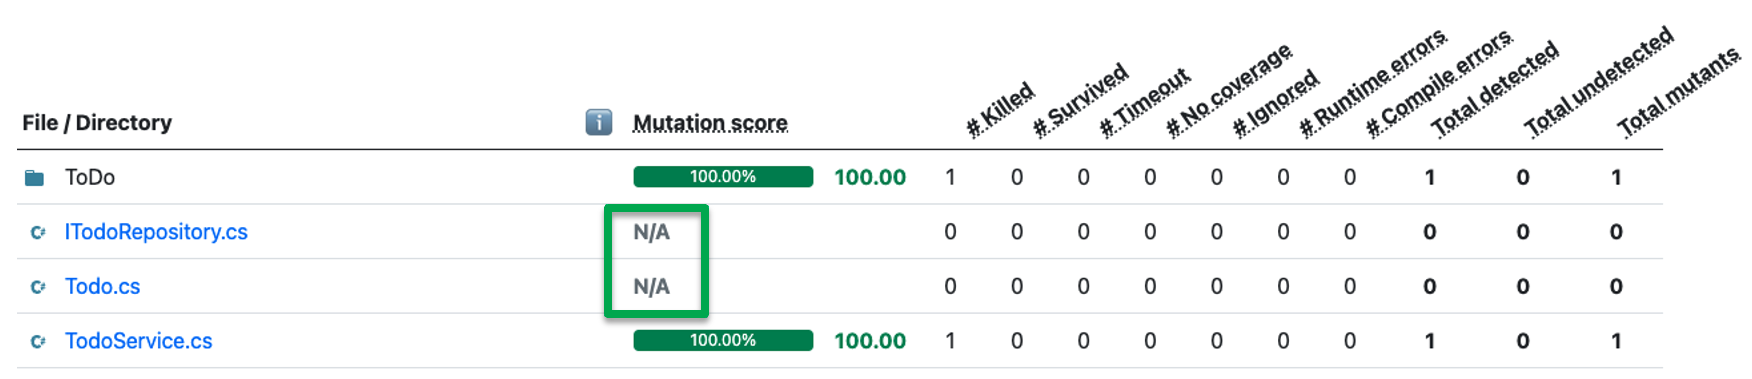 File / Directory i Mutation score # Killed # Survived # Timeout # No coverage # Ignored # Runtime errors # Compile errors Total detected Total undetected Total mutants
ToDo 100.00% 100.00 1 0 0 0 0 0 0 1 0 1
C# ITodoRepository.cs N/A 0 0 0 0 0 0 0 0 0 0
C# Todo.cs N/A 0 0 0 0 0 0 0 0 0 0
C# TodoService.cs 100.00% 100.00 1 0 0 0 0 0 0 1 0 1